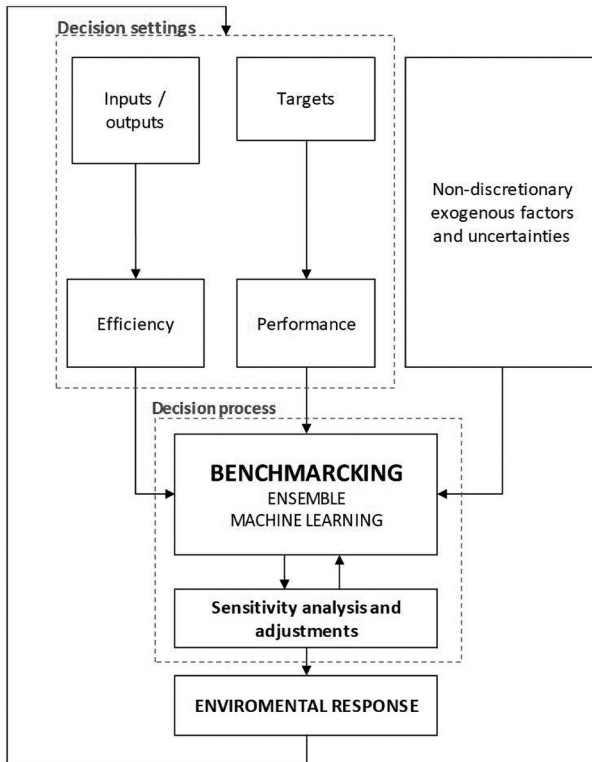 Decision settings
Inputs /
outputs
Targets
Non-discretionary
exogenous factors
and uncertainties
Efficiency
Performance
Decision process
BENCHMARCKING
ENSEMBLE
MACHINE LEARNING
Sensitivity analysis and
adjustments
ENVIROMENTAL RESPONSE